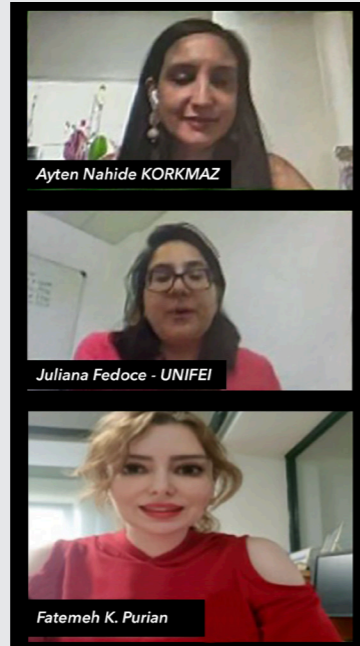 Ayten Nahide KORKMAZ
Juliana Fedoce - UNIFEI
Fatemeh K. Purian